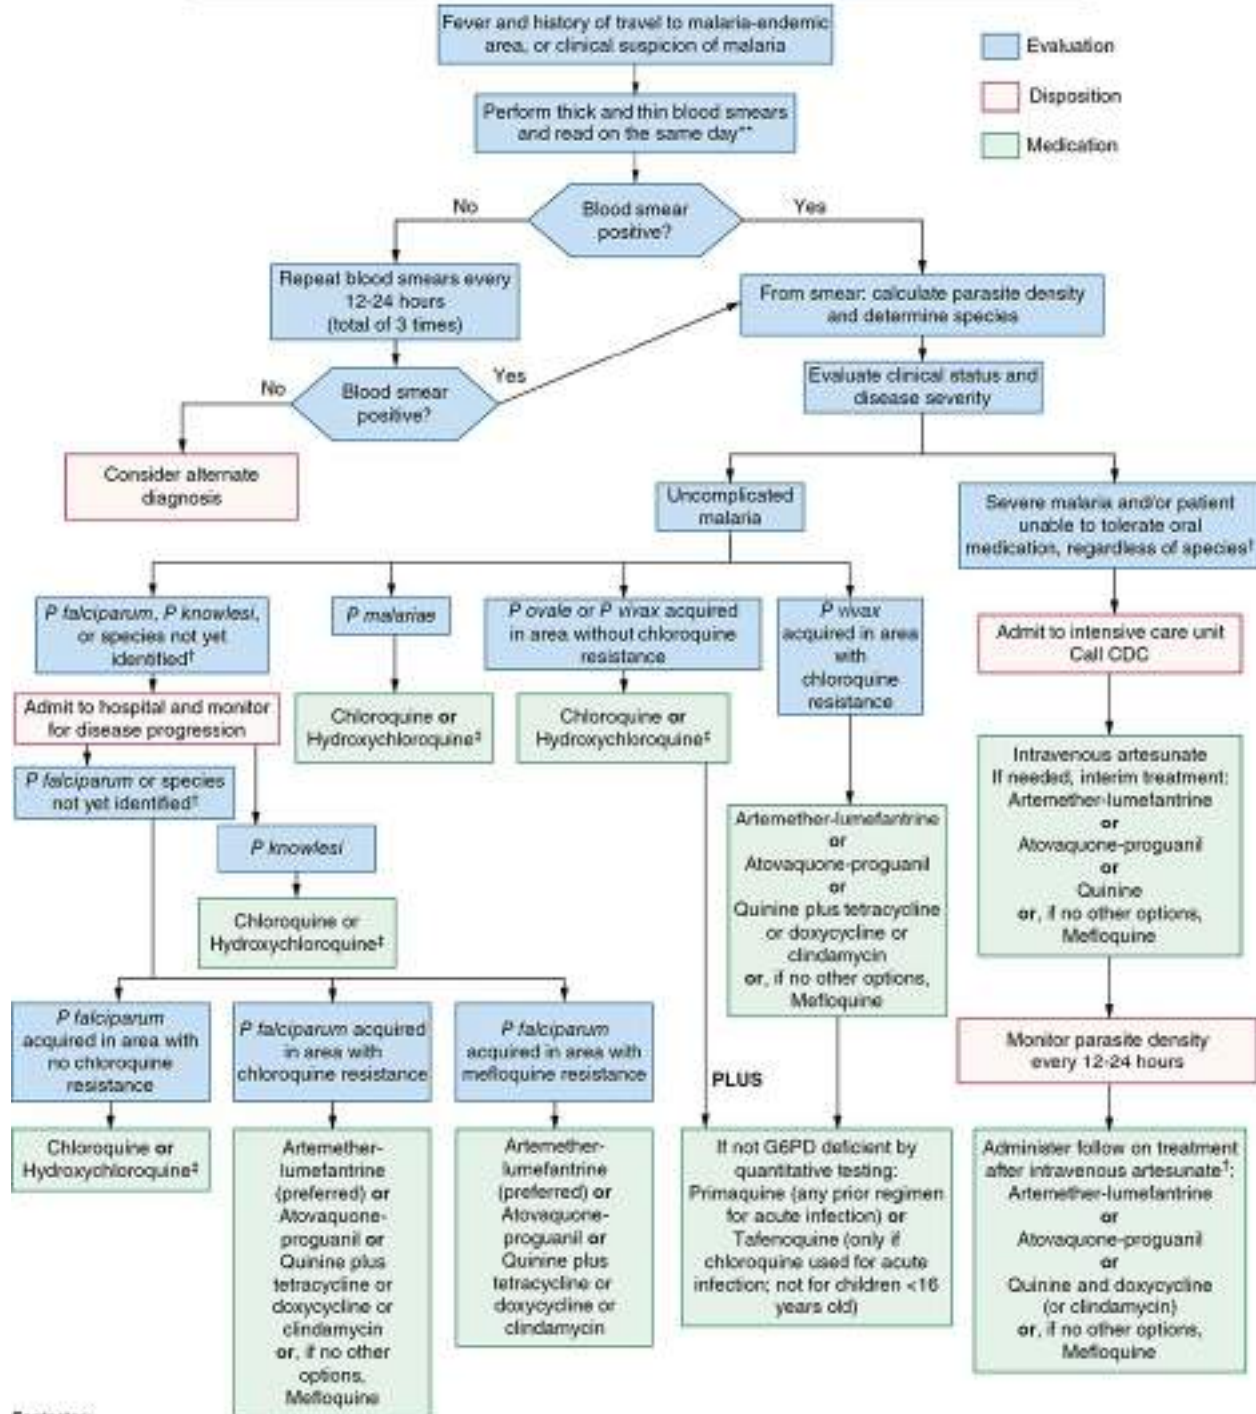 Fever and history of travel to malaria-endemic
area, or clinical suspicion of malaria
Evaluation
Disposition
Medication
Perform thick and thin blood smears
and read on the same day**
Blood smear
positive?
No
Yes
Repeat blood smears every
12-24 hours
(total of 3 times)
From smear: calculate parasite density
and determine species
Blood smear
positive?
No
Yes
Evaluate clinical status and
disease severity
Consider alternate
diagnosis
Uncomplicated
malaria
Severe malaria and/or patient
unable to tolerate oral
medication, regardless of species†
P falciparum, P knowlesi,
or species not yet
identified†
P malariae
P ovale or P vivax acquired
in area without chloroquine
resistance
P vivax
acquired in area
with
chloroquine
resistance
Admit to intensive care unit
Call CDC
Admit to hospital and monitor
for disease progression
Chloroquine or
Hydroxychloroquine‡
Chloroquine or
Hydroxychloroquine‡
P falciparum or species
not yet identified†
P knowlesi
Chloroquine or
Hydroxychloroquine‡
Artemether-lumefantrine
or
Atovaquone-proguanil
or
Quinine plus tetracycline
or doxycycline or
clindamycin
or, if no other options,
Mefloquine
Intravenous artesunate
If needed, interim treatment:
Artemether-lumefantrine
or
Atovaquone-proguanil
or
Quinine
or, if no other options,
Mefloquine
P falciparum
acquired in area with
no chloroquine
resistance
P falciparum acquired
in area with
chloroquine resistance
P falciparum
acquired in area with
mefloquine resistance
PLUS
Monitor parasite density
every 12-24 hours
Chloroquine or
Hydroxychloroquine‡
Artemether-
lumefantrine
(preferred) or
Atovaquone-
proguanil or
Quinine plus
tetracycline or
doxycycline or
clindamycin
or, if no other
options,
Mefloquine
Artemether-
lumefantrine
(preferred) or
Atovaquone-
proguanil or
Quinine plus
tetracycline or
doxycycline or
clindamycin
If not G6PD deficient by
quantitative testing:
Primaquine (any prior regimen
for acute infection) or
Tafenoquine (only if
chloroquine used for acute
infection; not for children <16
years old)
Administer follow on treatment
after intravenous artesunate†:
Artemether-lumefantrine
or
Atovaquone-proguanil
or
Quinine and doxycycline
(or clindamycin)
or, if no other options,
Mefloquine